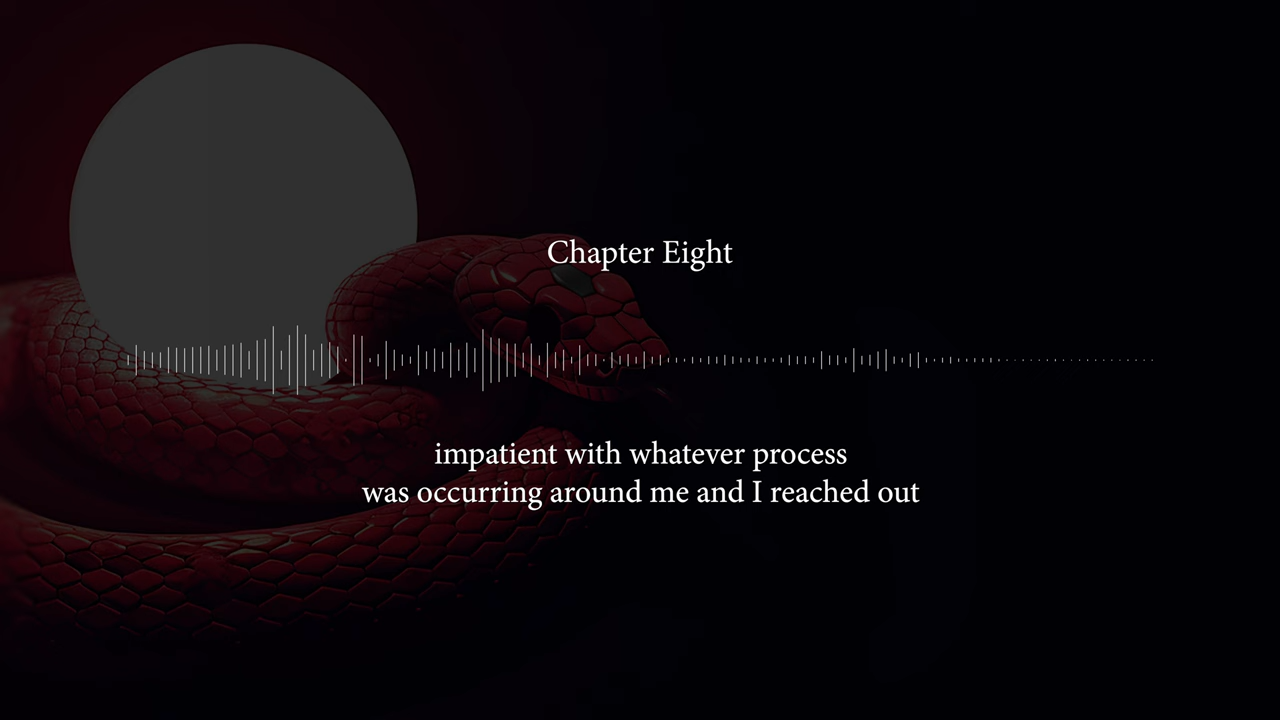 Chapter Eight
impatient with whatever process
was occurring around me and I reached out